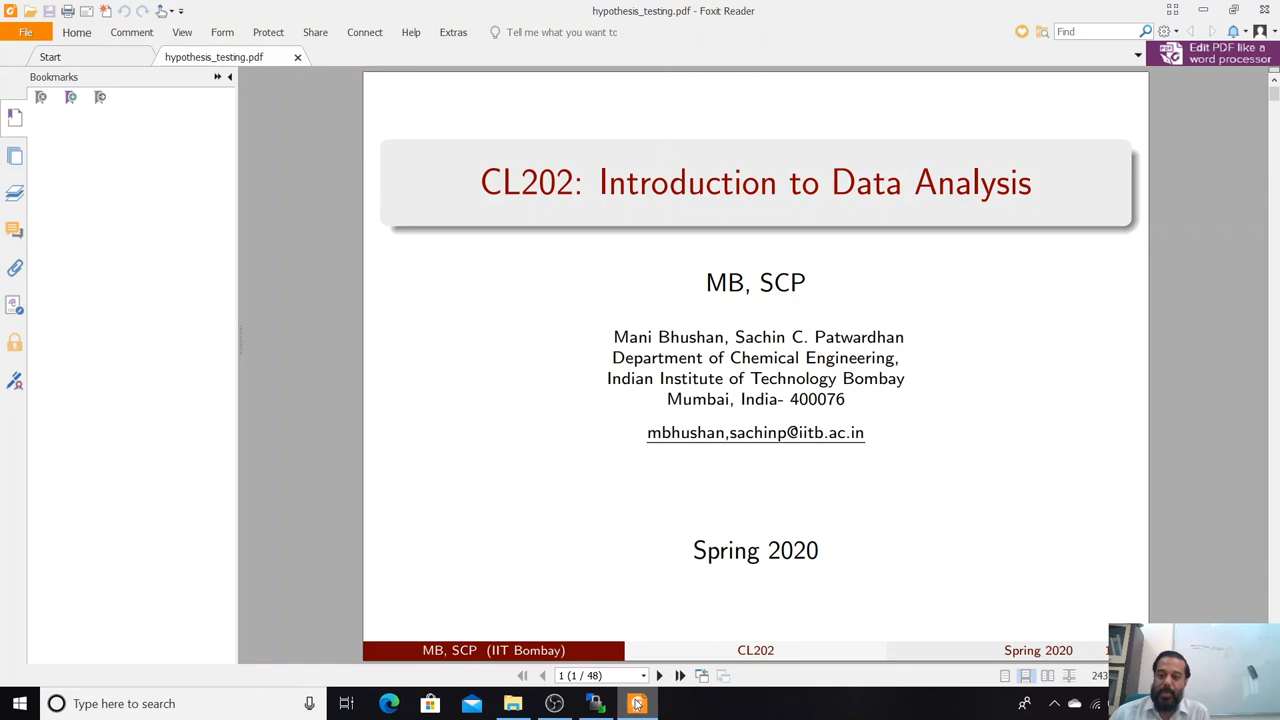 hypothesis_testing.pdf - Foxit Reader
File
Home
Comment
View
Form
Protect
Share
Connect
Help
Extras
Tell me what you want to
Find
Start
hypothesis_testing.pdf
Edit PDF like a
word processor
Bookmarks
CL202: Introduction to Data Analysis
MB, SCP
Mani Bhushan, Sachin C. Patwardhan
Department of Chemical Engineering,
Indian Institute of Technology Bombay
Mumbai, India- 400076
mbhushan,sachinp@iitb.ac.in
Spring 2020
MB, SCP (IIT Bombay)
CL202
Spring 2020
1 (1 / 48)
243
Type here to search